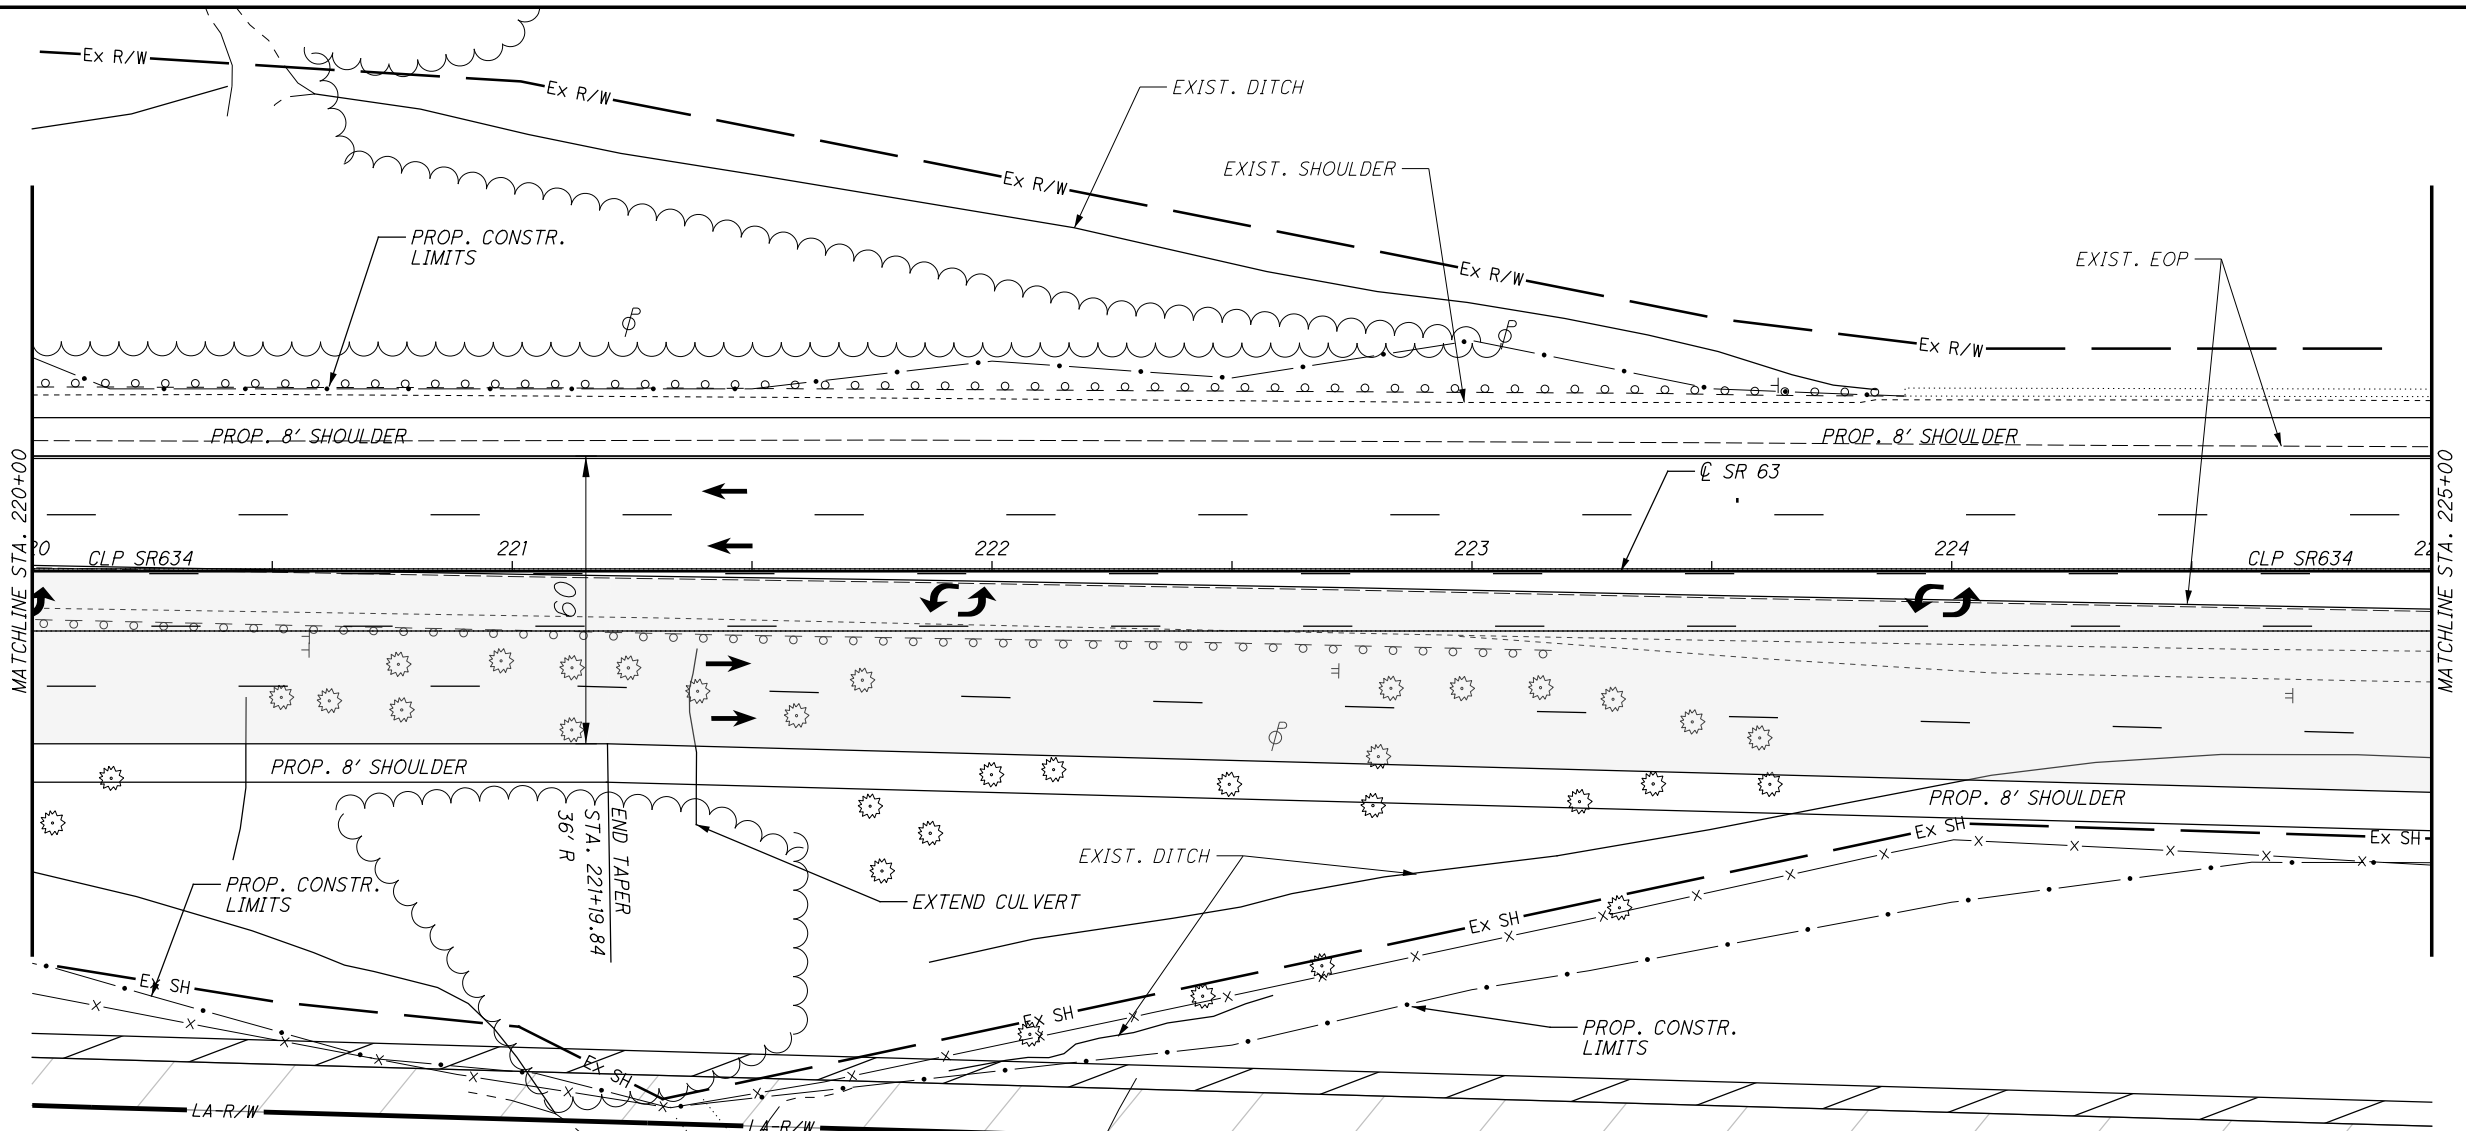 Ex R/W
Ex R/W
EXIST. DITCH
EXIST. SHOULDER
Ex R/W
PROP. CONSTR.
LIMITS
Ex R/W
EXIST. EOP
Ex R/W
PROP. 8' SHOULDER
PROP. 8' SHOULDER
℄ SR 63
MATCHLINE STA. 220+00
MATCHLINE STA. 225+00
20
CLP SR634
221
222
223
224
CLP SR634
22
60
PROP. 8' SHOULDER
PROP. 8' SHOULDER
END TAPER
STA. 221+19.84
36' R
Ex SH
Ex SH
EXIST. DITCH
PROP. CONSTR.
LIMITS
EXTEND CULVERT
Ex SH
Ex SH
Ex SH
PROP. CONSTR.
LIMITS
Ex SH
LA-R/W
LA-R/W